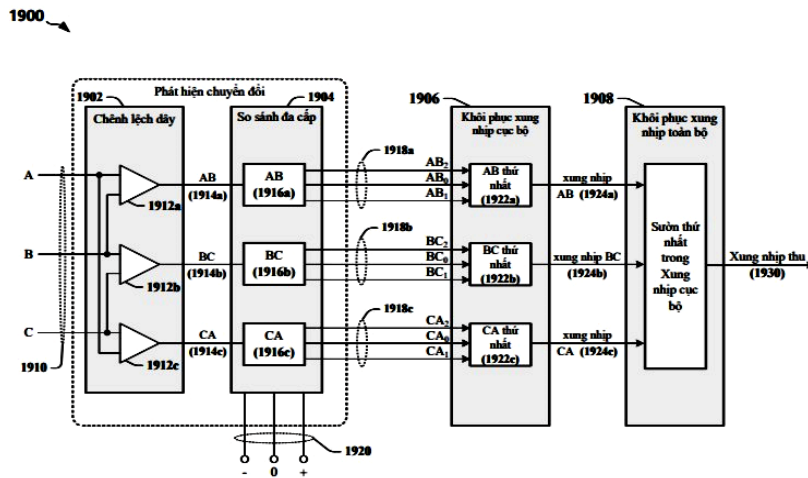 1900
Phát hiện chuyển đổi
1902
1904
1906
1908
Chênh lệch dây
So sánh đa cấp
Khôi phục xung
nhịp cục bộ
Khôi phục xung
nhịp toàn bộ
A
1912a
AB
(1914a)
AB
(1916a)
1918a
AB2
AB0
AB1
AB thứ
nhất
(1922a)
xung nhịp
AB (1924a)
B
1912b
BC
(1914b)
BC
(1916b)
1918b
BC2
BC0
BC1
BC thứ
nhất
(1922b)
xung nhịp BC
(1924b)
Sườn thứ
nhất
trong
Xung
nhịp cục
bộ
Xung nhịp thu
(1930)
C
1910
1912c
CA
(1914c)
CA
(1916c)
1918c
CA2
CA0
CA1
CA thứ
nhất
(1922c)
xung nhịp
CA (1924c)
1920
- 0 +